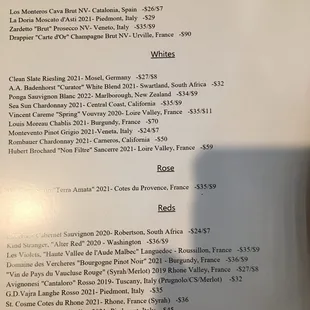 Los Monteros Cava Brut NV- Catalonia, Spain -$26/$7
La Doria Moscato d'Asti 2021- Piedmont, Italy -$29
Zardetto "Brut" Prosecco NV- Veneto, Italy -$35/$9
Drappier "Carte d'Or" Champagne Brut NV- Urville, France -$90
Whites
Clean Slate Riesling 2021- Mosel, Germany -$27/$8
A.A. Badenhorst "Curator" White Blend 2021- Swartland, South Africa -$32
Ponga Sauvignon Blanc 2022- Marlborough, New Zealand -$34/$9
Sea Sun Chardonnay 2021- Central Coast, California -$35/$9
Vincent Careme "Spring" Vouvray 2020- Loire Valley, France -$35/$11
Louis Moreau Chablis 2021- Burgundy, France -$70
Montevento Pinot Grigio 2021-Veneto, Italy -$24/$7
Rombauer Chardonnay 2021- Carneros, California -$50
Hubert Brochard "Non Filtre" Sancerre 2021- Loire Valley, France -$59
Rose
"Terra Amata" 2021- Cotes du Provence, France -$35/$9
Reds
Cabernet Sauvignon 2020- Robertson, South Africa -$24/$7
Kind Stranger, "Alter Red" 2020 - Washington -$36/$9
Les Violets, "Haute Vallee de l'Aude Malbec" Languedoc - Roussillon, France -$35/$9
Domaine des Vercheres "Bourgogne Pinot Noir" 2021 - Burgundy, France -$36/$9
"Vin de Pays du Vaucluse Rouge" (Syrah/Merlot) 2019 Rhone Valley, France -$27/$8
Avignonesi "Cantaloro" Rosso 2019- Tuscany, Italy (Prugnolo/CS/Merlot) -$32
G.D.Vajra Langhe Rosso 2021- Piedmont, Italy -$35
St. Cosme Cotes du Rhone 2021- Rhone, France (Syrah) -$36